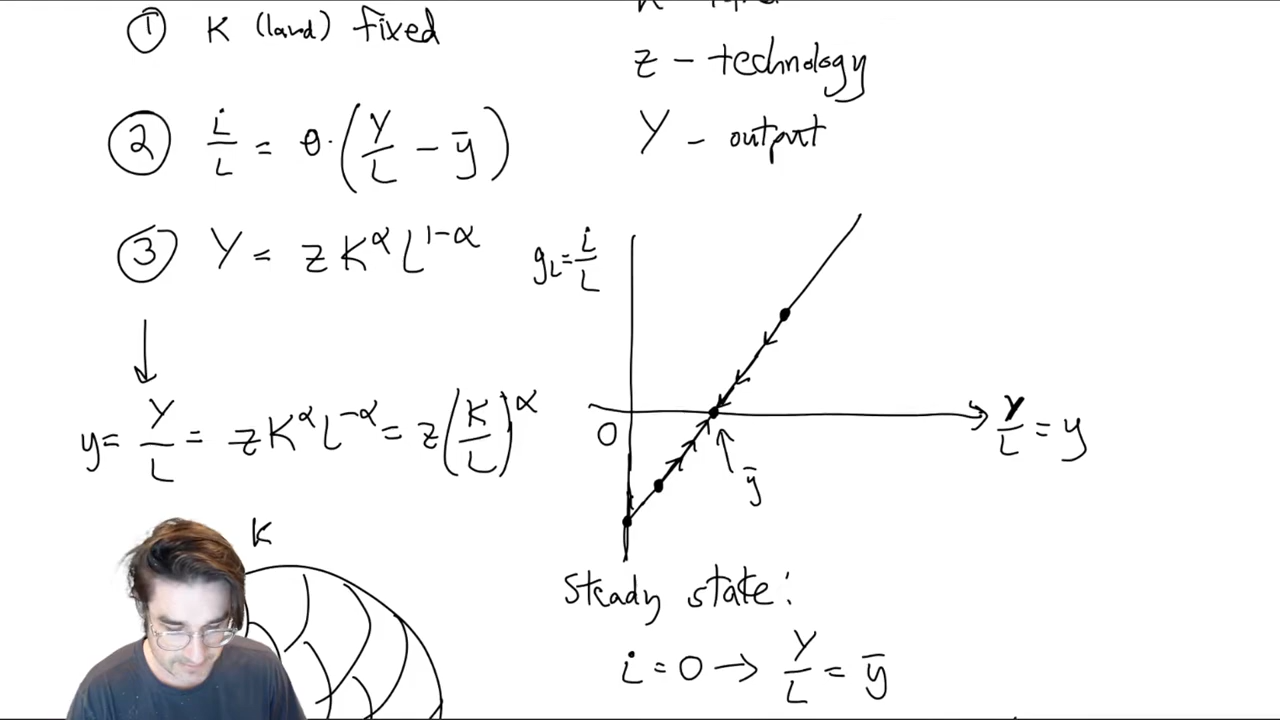 ① K (land) fixed
z - technology
② L̇/L = θ·(Y/L - ȳ)
Y - output
③ Y = zK^α L^{1-α}
g_L = L̇/L
y = Y/L = zK^α L^{-α} = z(K/L)^α
0
Y/L = y
ȳ
K
Steady state:
L̇ = 0 → Y/L = ȳ